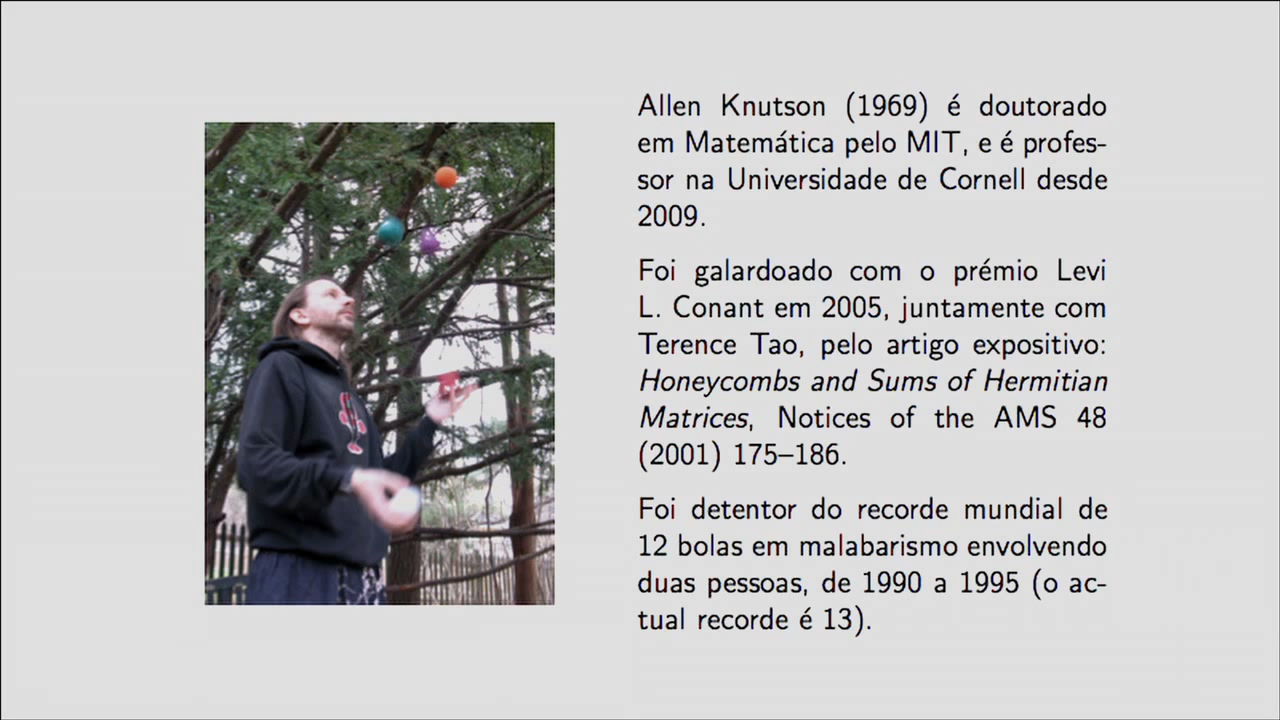 Allen Knutson (1969) é doutorado
em Matemática pelo MIT, e é profes-
sor na Universidade de Cornell desde
2009.
Foi galardoado com o prémio Levi
L. Conant em 2005, juntamente com
Terence Tao, pelo artigo expositivo:
Honeycombs and Sums of Hermitian
Matrices, Notices of the AMS 48
(2001) 175–186.
Foi detentor do recorde mundial de
12 bolas em malabarismo envolvendo
duas pessoas, de 1990 a 1995 (o ac-
tual recorde é 13).